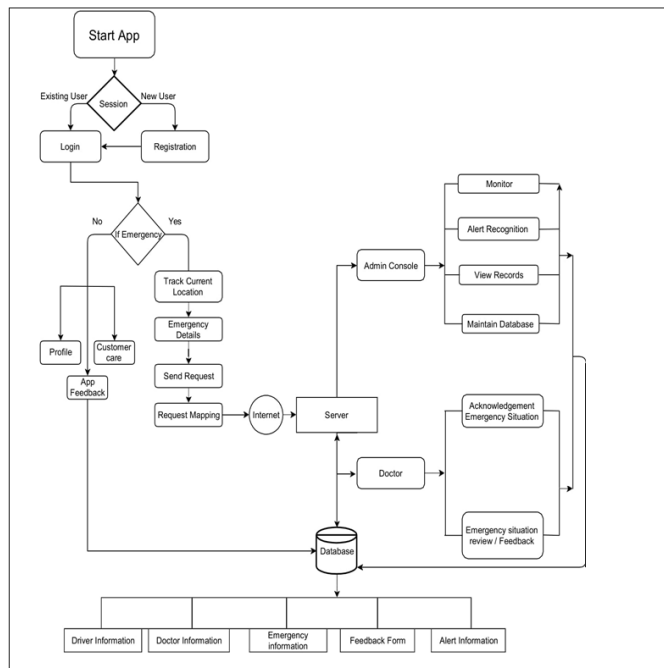 Start App
Existing User
New User
Session
Login
Registration
No
Yes
If Emergency
Track Current
Location
Emergency
Details
Send Request
Request Mapping
Internet
Server
Profile
Customer
care
App
Feedback
Admin Console
Monitor
Alert Recognition
View Records
Maintain Database
Doctor
Acknowledgement
Emergency Situation
Emergency situation
review / Feedback
Database
Driver Information
Doctor Information
Emergency
information
Feedback Form
Alert Information